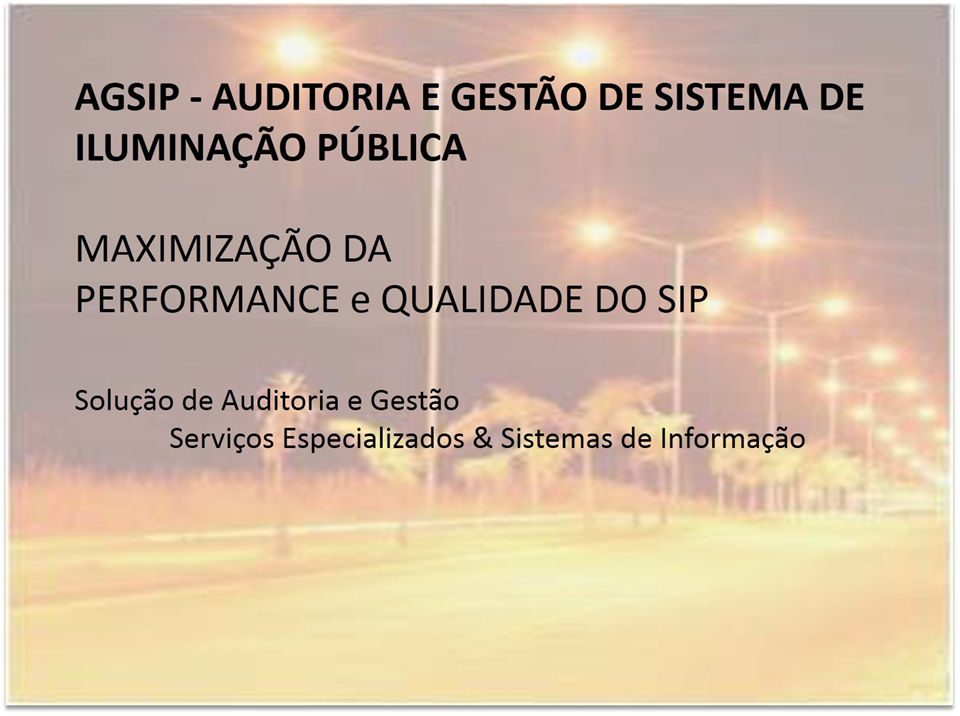 AGSIP - AUDITORIA E GESTÃO DE SISTEMA DE
ILUMINAÇÃO PÚBLICA
MAXIMIZAÇÃO DA
PERFORMANCE e QUALIDADE DO SIP
Solução de Auditoria e Gestão
Serviços Especializados & Sistemas de Informação